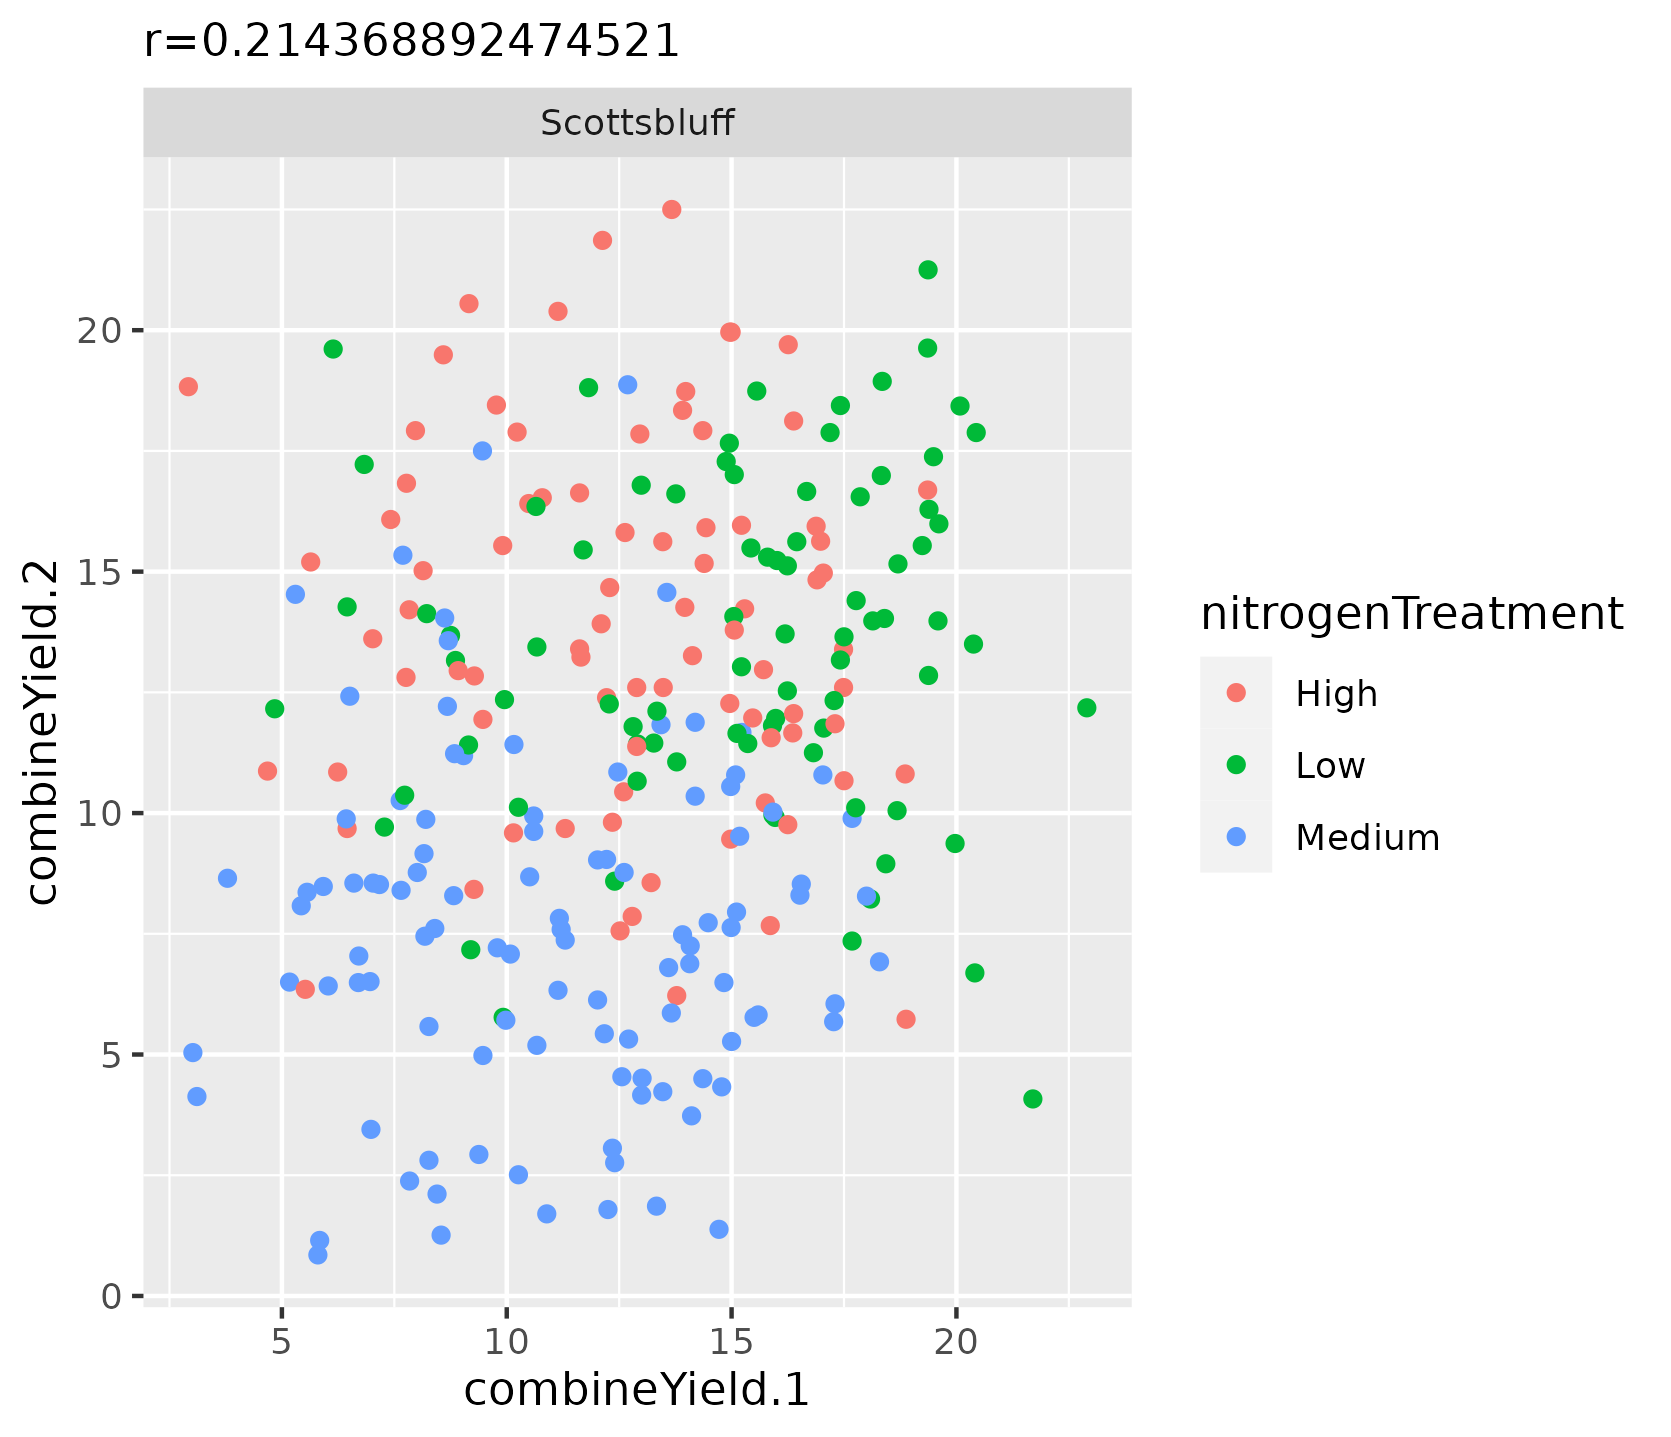 r=0.214368892474521
Scottsbluff
combineYield.2
20
15
10
5
0
5 10 15 20
combineYield.1
nitrogenTreatment
High
Low
Medium